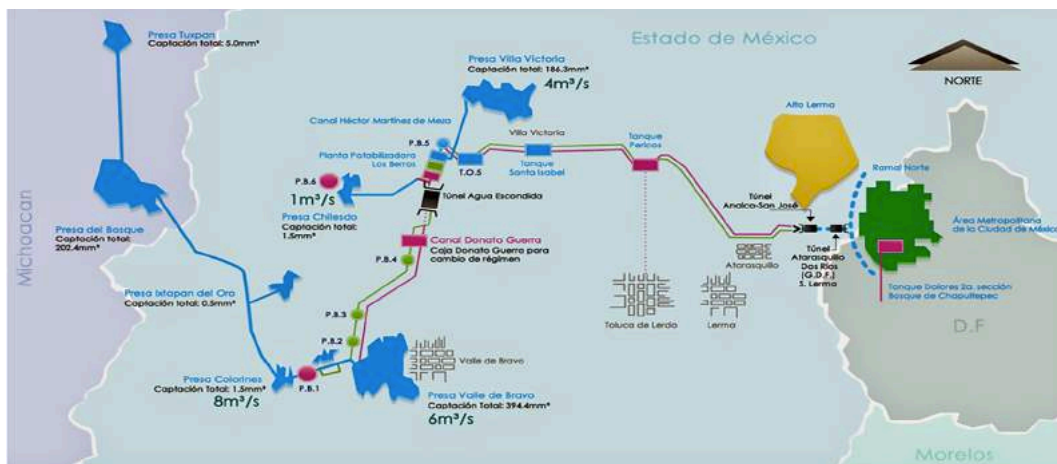 Presa Tuxpan
Captación total: 5.0mm³
Estado de México
NORTE
Presa Villa Victoria
Captación total: 186.3mm³
4m³/s
Alto Lerma
Canal Héctor Martínes de Meza
P.B.5
Villa Victoria
Tanque
Pericos
Ramal Norte
Planta Potabilizadora
Los Berros
T.O.5
Tanque
Santa Isabel
P.B.6
1m³/s
Túnel Agua Escondida
Túnel
Analco-San José
Presa Chilesdo
Captación total:
1.5mm³
Área Metropolitana
de la Ciudad de México
Presa del Bosque
Captación total:
202.4mm³
Canal Donato Guerra
Caja Donato Guerra para
cambio de régimen
Atarasquillo
Túnel
Atarasquillo
Dos Ríos
(G.D.F.)
S. Lerma
P.B.4
Michoacan
Tanque Dolores 2a. sección
Bosque de Chapultepec
Presa Ixtapan del Oro
Captación total: 0.5mm³
P.B.3
Toluca de Lerdo
Lerma
D.F
P.B.2
Valle de Bravo
Presa Colorines
Captación Total: 1.5mm³
8m³/s
P.B.1
Presa Valle de Bravo
Captación Total: 394.4mm³
6m³/s
Morelos